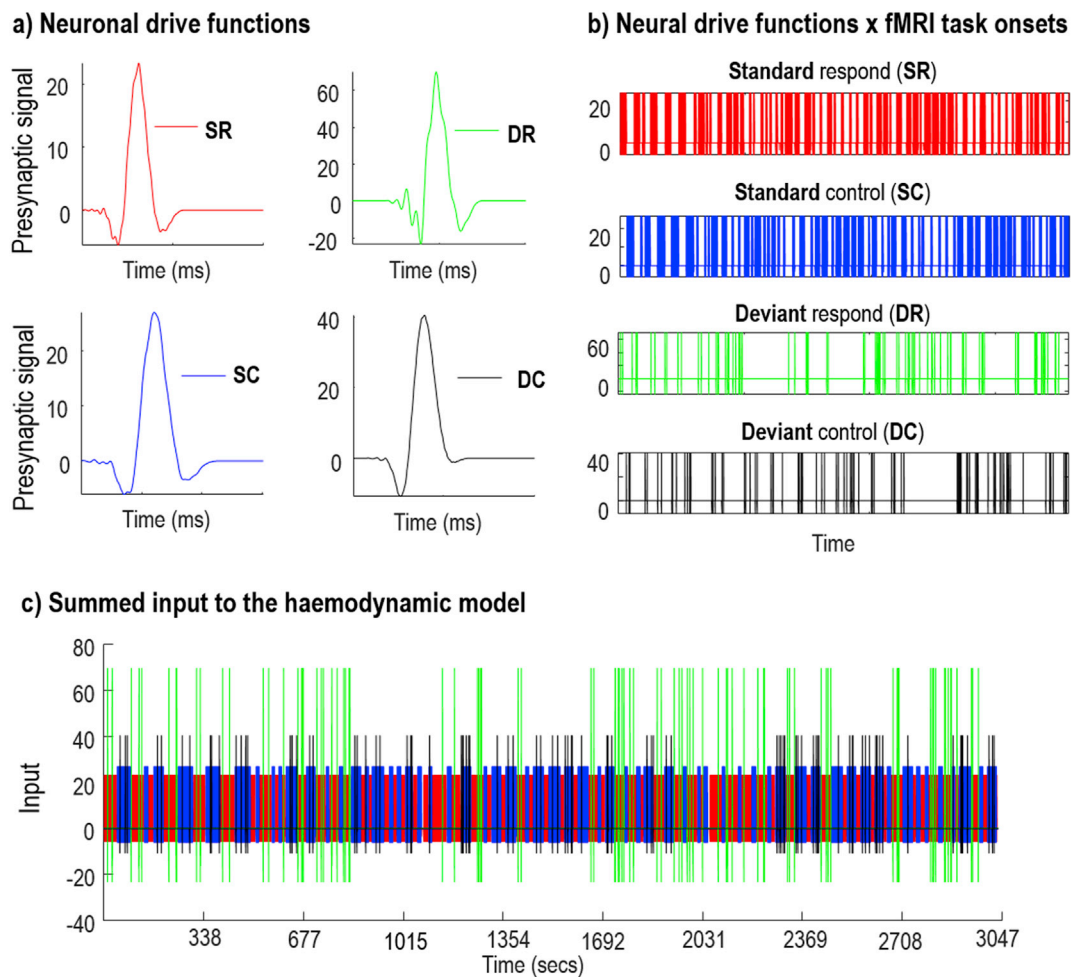 a) Neuronal drive functions
Presynaptic signal
20
0
SR
Time (ms)
60
40
20
0
-20
DR
Time (ms)
Presynaptic signal
20
0
SC
Time (ms)
40
20
0
DC
Time (ms)
b) Neural drive functions x fMRI task onsets
Standard respond (SR)
20
0
Standard control (SC)
20
0
Deviant respond (DR)
60
0
Deviant control (DC)
40
0
Time
c) Summed input to the haemodynamic model
Input
80
60
40
20
0
-20
-40
338 677 1015 1354 1692 2031 2369 2708 3047
Time (secs)